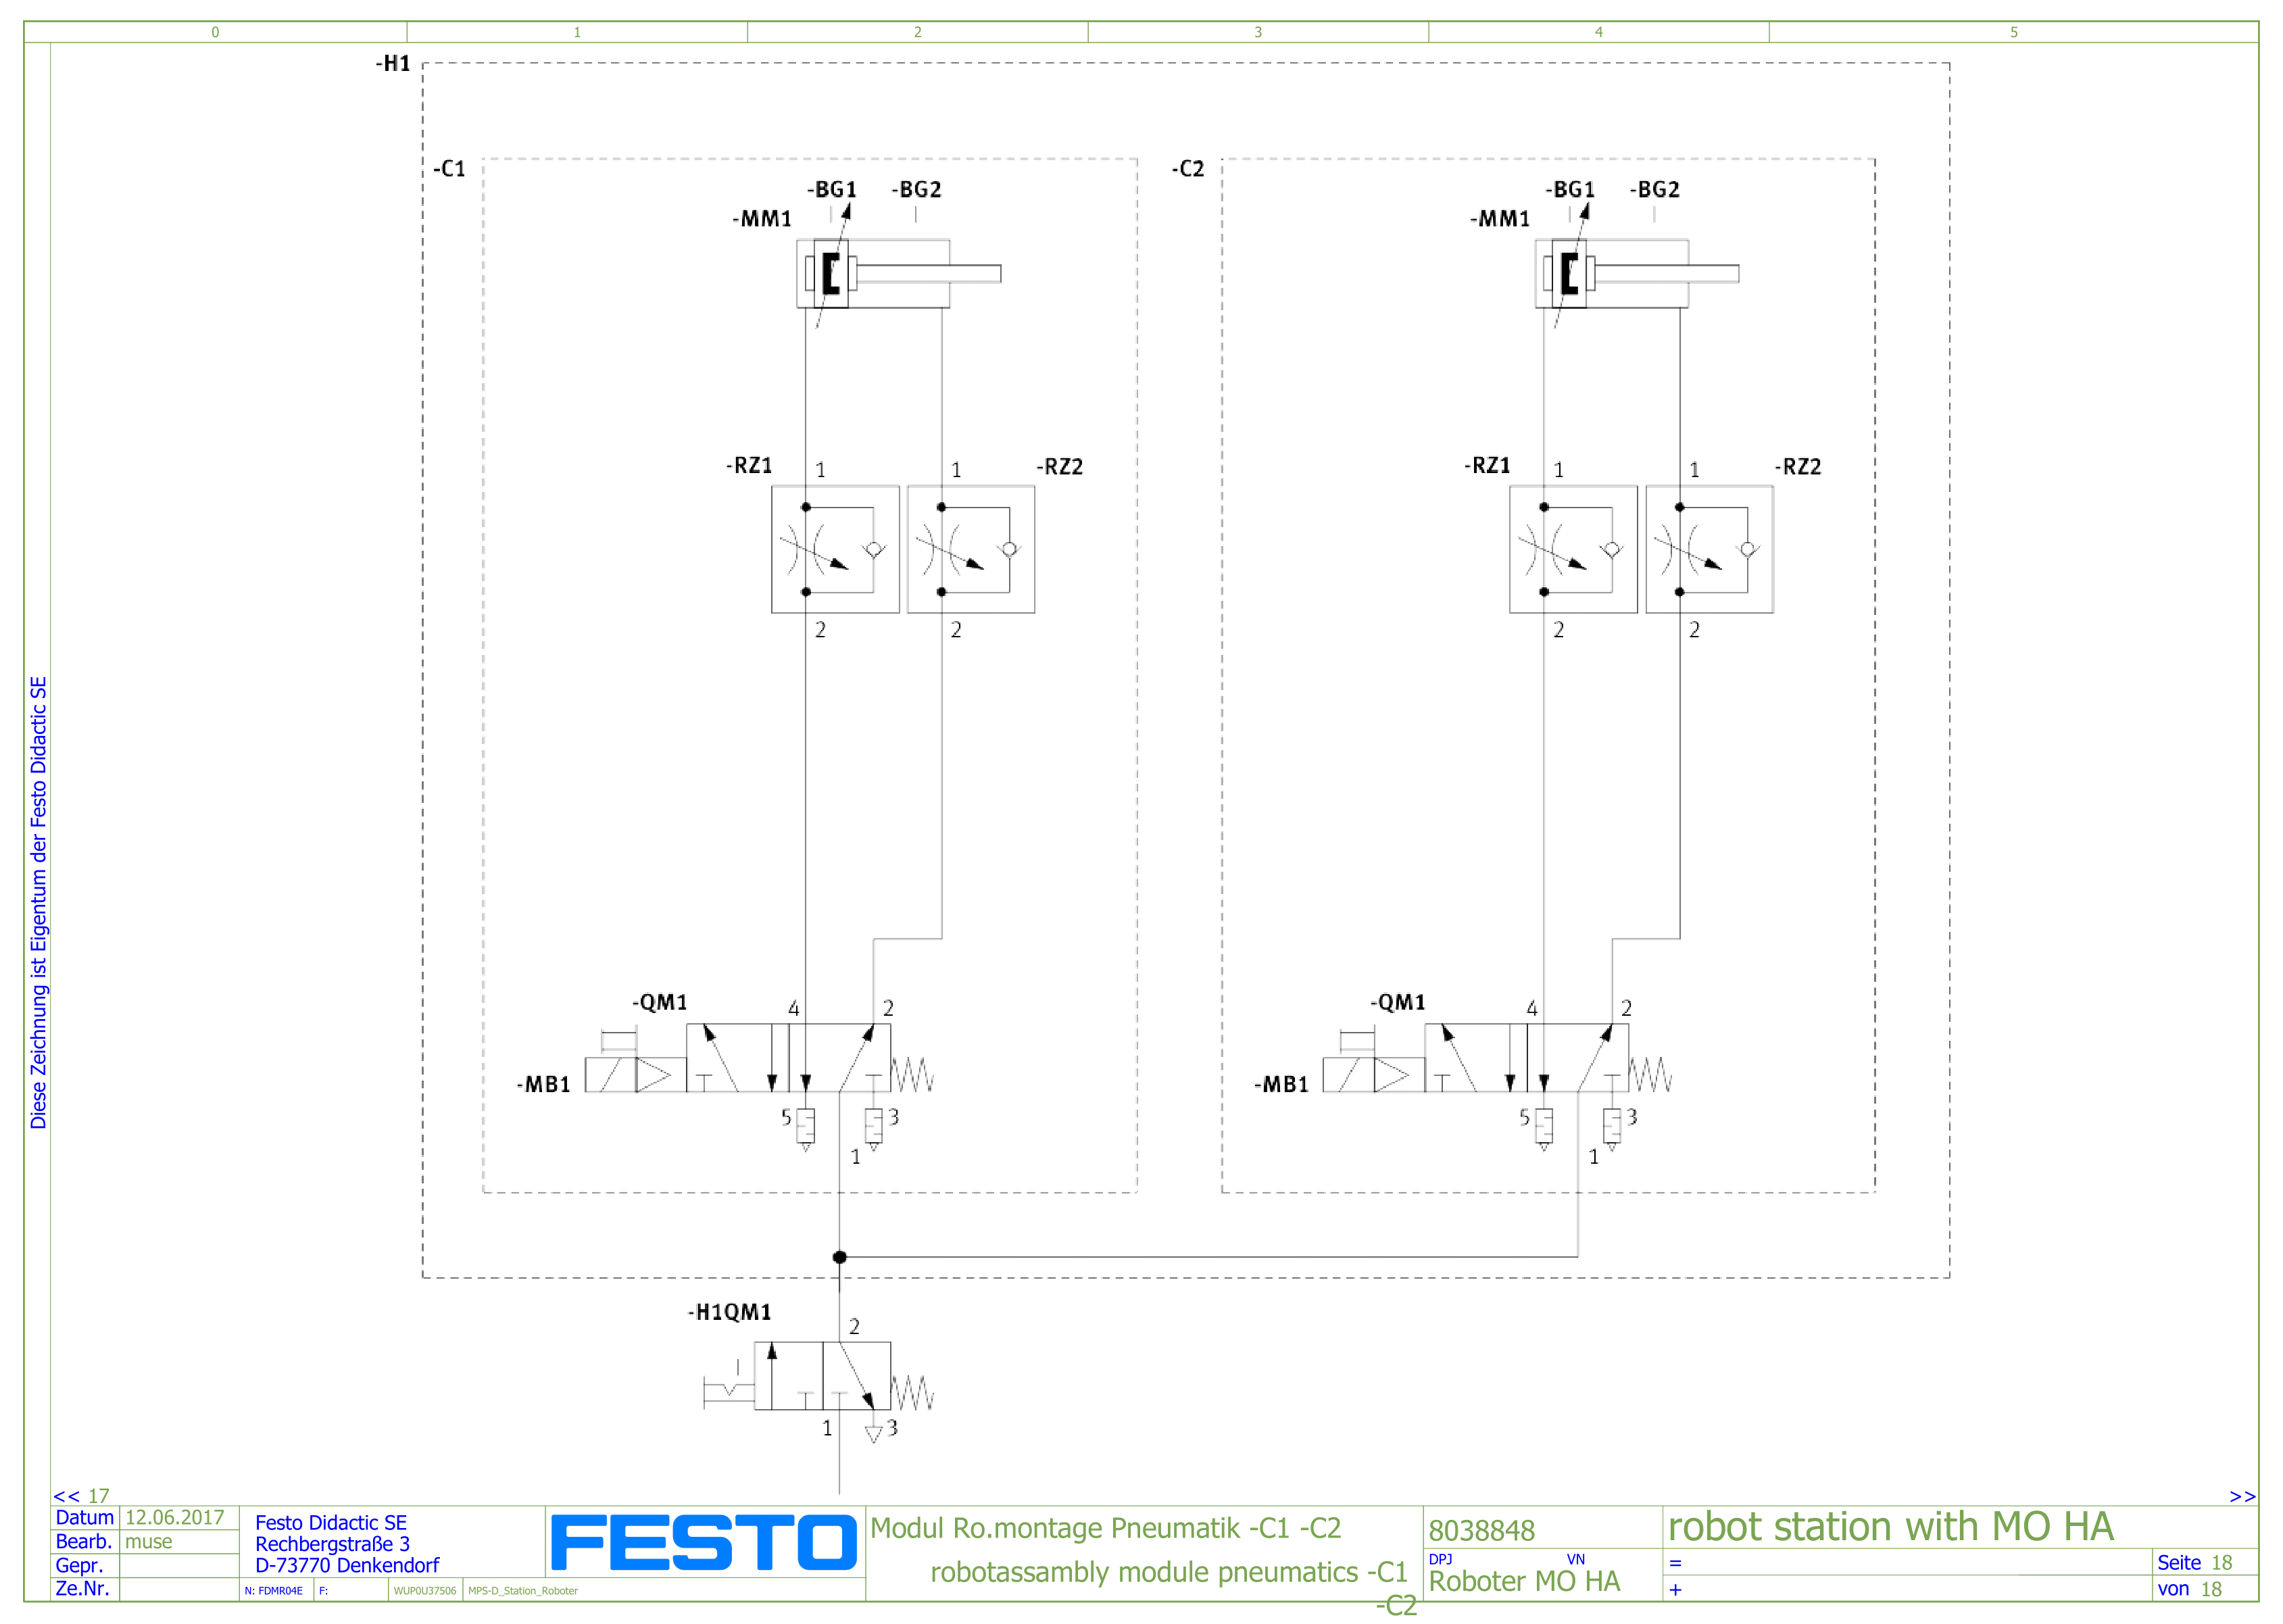 0 1 2 3 4 5
-H1
-C1 -C2
-BG1 -BG2 -BG1 -BG2
-MM1 -MM1
-RZ1 1 1 -RZ2 -RZ1 1 1 -RZ2
2 2 2 2
-QM1 4 2 -QM1 4 2
-MB1 -MB1
5 3 5 3
1 1
-H1QM1
2
1 3
Diese Zeichnung ist Eigentum der Festo Didactic SE
<< 17 >>
Datum 12.06.2017
Bearb. muse
Gepr.
Ze.Nr.
Festo Didactic SE
Rechbergstraße 3
D-73770 Denkendorf
N: FDMR04E F: WUP0U37506 MPS-D_Station_Roboter
FESTO
Modul Ro.montage Pneumatik -C1 -C2
robotassambly module pneumatics -C1
-C2
8038848
DPJ VN
Roboter MO HA
robot station with MO HA
=
+
Seite 18
von 18